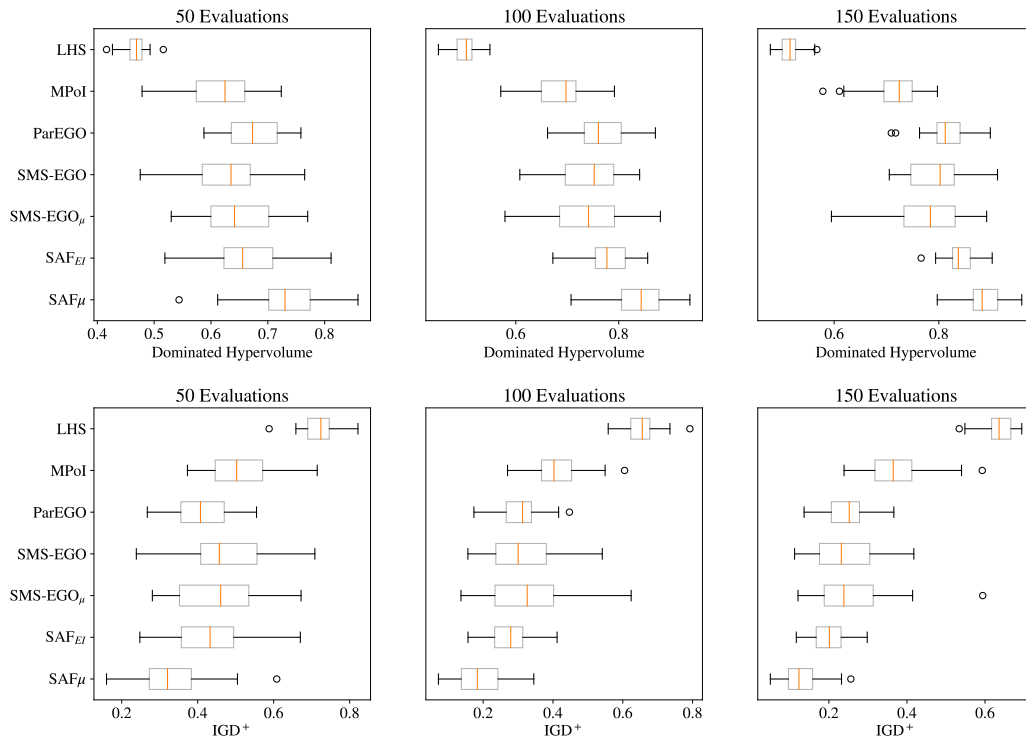 50 Evaluations
100 Evaluations
150 Evaluations
LHS
MPoI
ParEGO
SMS-EGO
SMS-EGOμ
SAFEI
SAFμ
0.4 0.5 0.6 0.7 0.8
0.6 0.8
0.6 0.8
Dominated Hypervolume
Dominated Hypervolume
Dominated Hypervolume
50 Evaluations
100 Evaluations
150 Evaluations
LHS
MPoI
ParEGO
SMS-EGO
SMS-EGOμ
SAFEI
SAFμ
0.2 0.4 0.6 0.8
0.2 0.4 0.6 0.8
0.2 0.4 0.6
IGD⁺
IGD⁺
IGD⁺